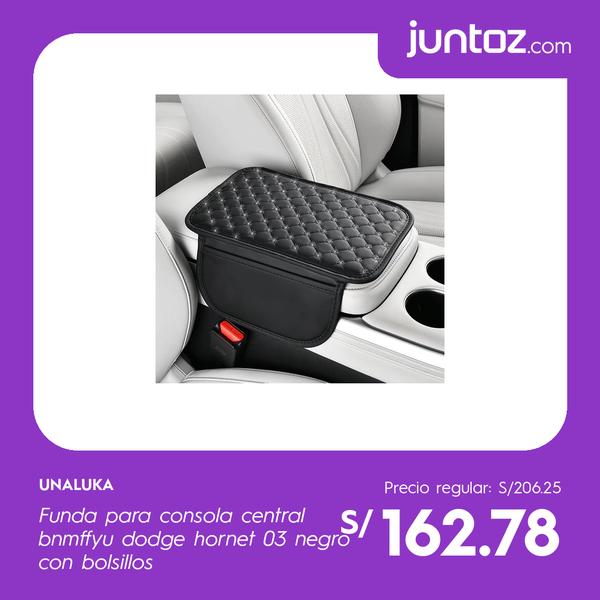 juntoz.com
UNALUKA
Funda para consola central
bnmffyu dodge hornet 03 negro
con bolsillos
Precio regular: S/206.25
S/162.78